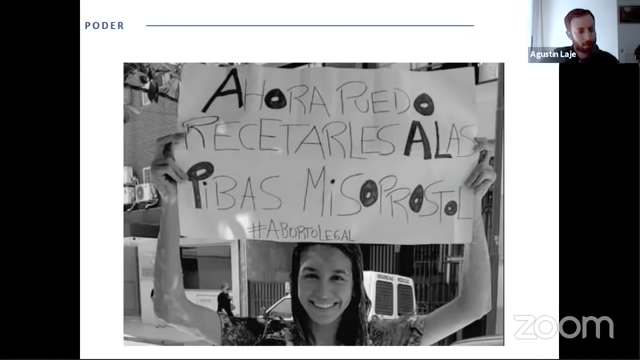 PODER
Agustin Laje
AHORA PUEDO
RECETARLES A LAS
PIBAS MISOPROSTOL
#ABORTOLEGAL
zoom